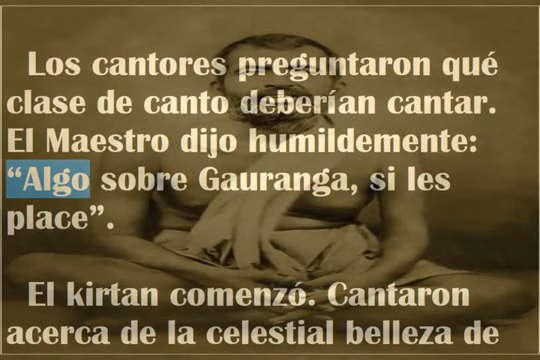 Los cantores preguntaron qué
clase de canto deberían cantar.
El Maestro dijo humildemente:
“Algo sobre Gauranga, si les
place”.
El kirtan comenzó. Cantaron
acerca de la celestial belleza de